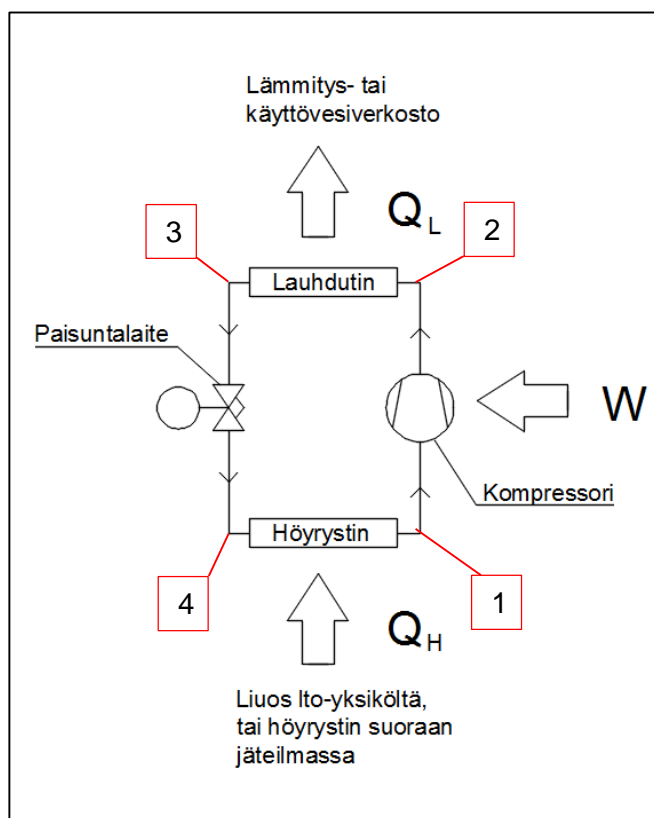 Lämmitys- tai
käyttövesiverkosto
Q L
3
2
Lauhdutin
Paisuntalaite
W
Kompressori
Höyrystin
4
1
Q H
Liuos lto-yksiköltä,
tai höyrystin suoraan
jäteilmassa